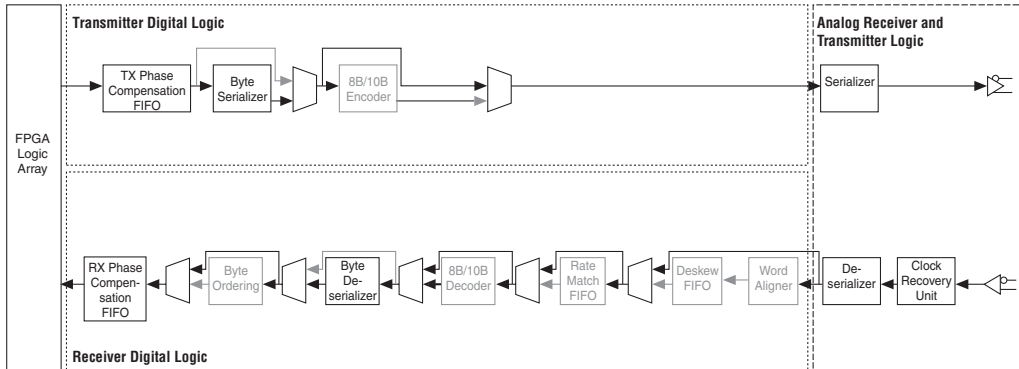 Transmitter Digital Logic
Analog Receiver and
Transmitter Logic
TX Phase
Compensation
FIFO
Byte
Serializer
8B/10B
Encoder
Serializer
FPGA
Logic
Array
RX Phase
Compen-
sation
FIFO
Byte
Ordering
Byte
De-
serializer
8B/10B
Decoder
Rate
Match
FIFO
Deskew
FIFO
Word
Aligner
De-
serializer
Clock
Recovery
Unit
Receiver Digital Logic